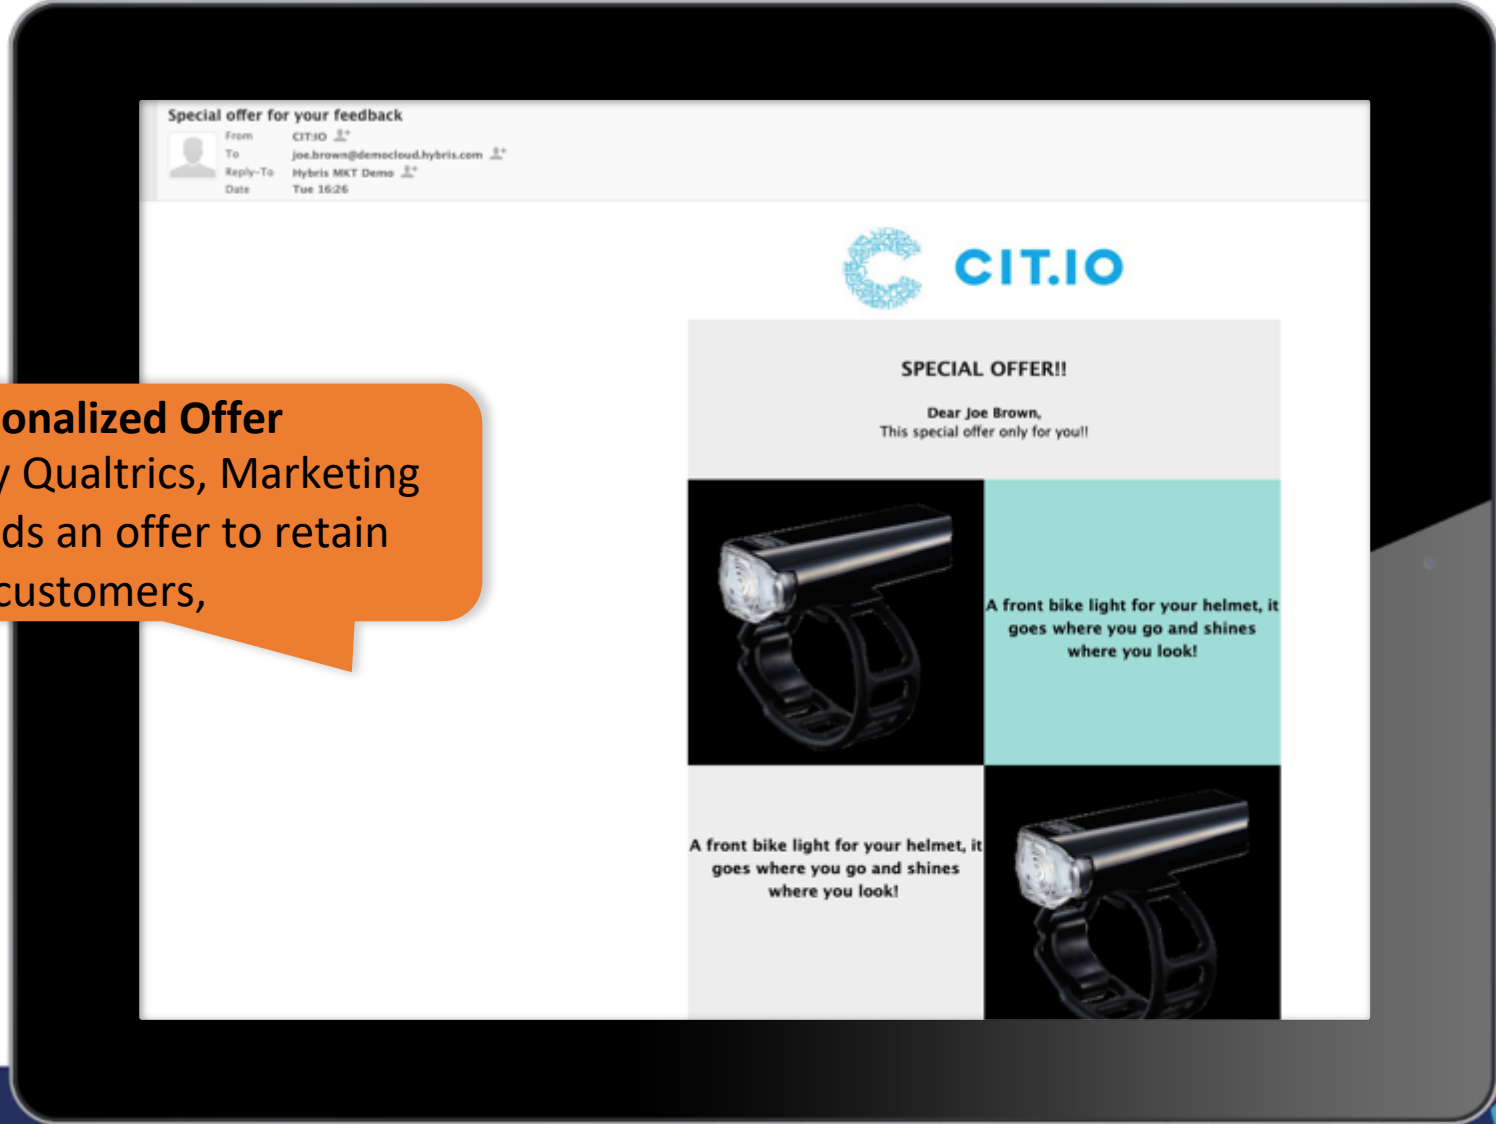 Special offer for your feedback
From CIT.IO
To joe.brown@democloud.hybris.com
Reply-To Hybris MKT Demo
Date Tue 16:26
CIT.IO
SPECIAL OFFER!!
Dear Joe Brown,
This special offer only for you!!
onalized Offer
y Qualtrics, Marketing
ds an offer to retain
customers,
A front bike light for your helmet, it
goes where you go and shines
where you look!
A front bike light for your helmet, it
goes where you go and shines
where you look!